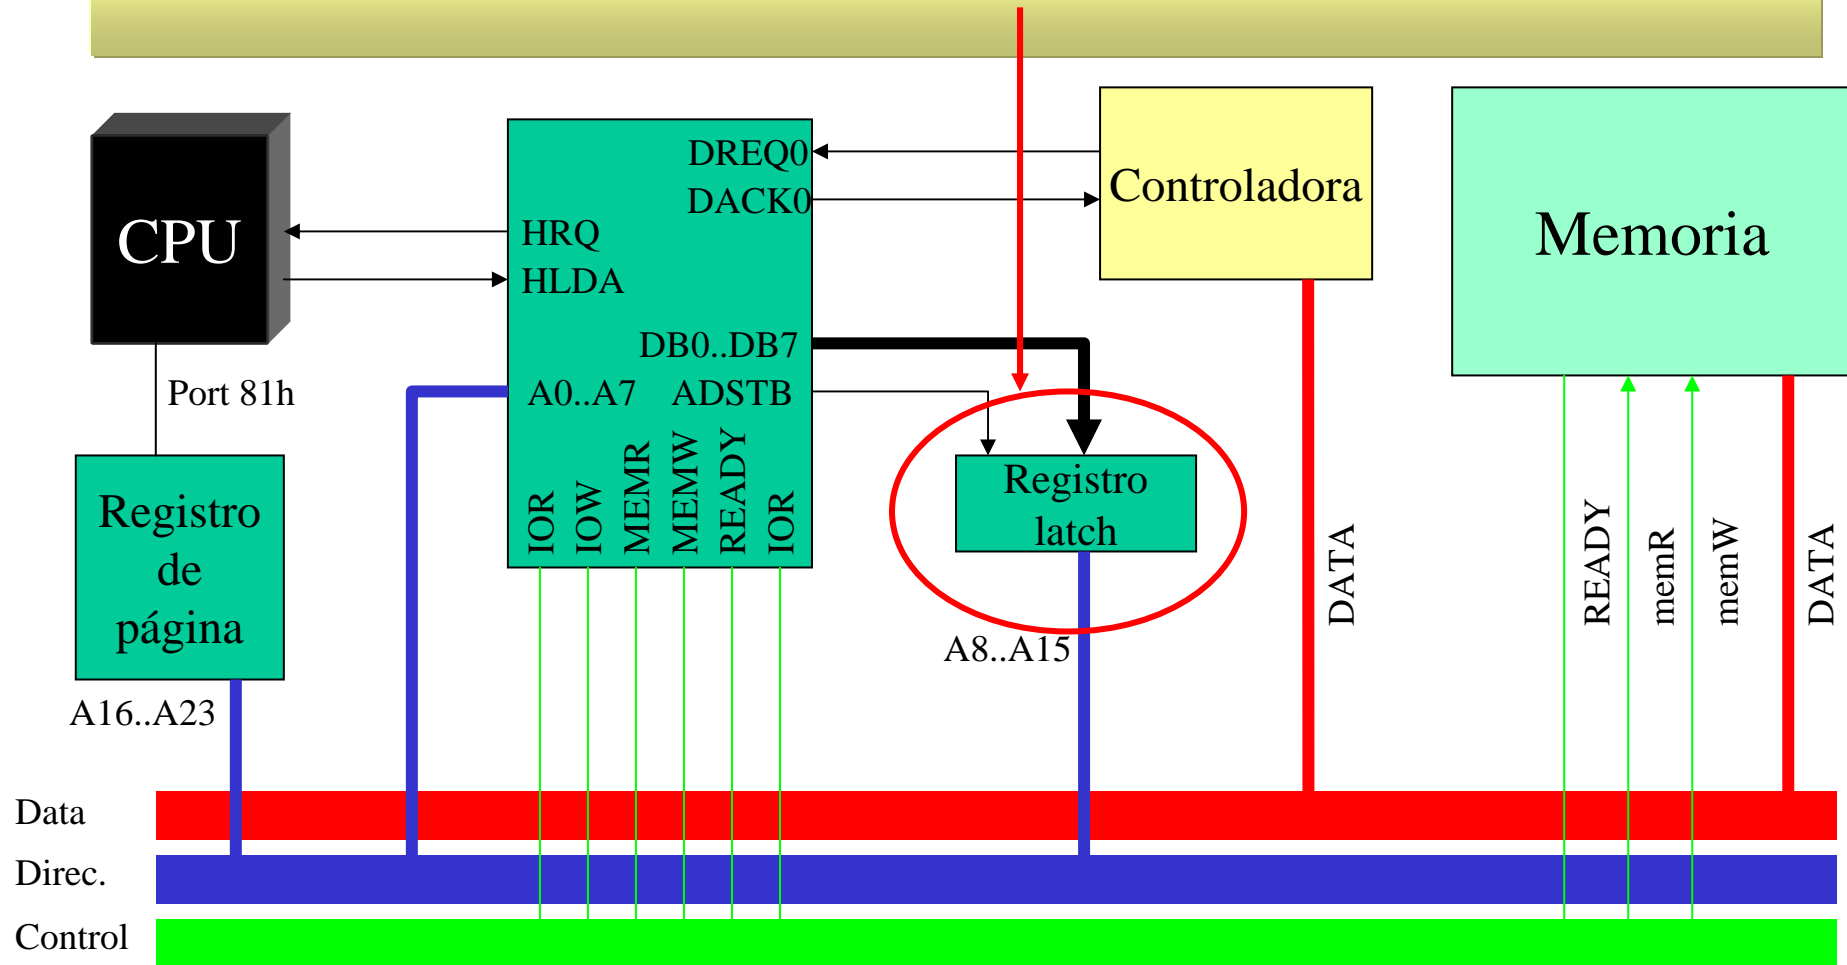 DREQ0
DACK0
Controladora
Memoria
CPU
HRQ
HLDA
DB0..DB7
Port 81h
A0..A7
ADSTB
Registro
de
página
IOR
IOW
MEMR
MEMW
READY
IOR
Registro
latch
DATA
READY
memR
memW
DATA
A8..A15
A16..A23
Data
Direc.
Control